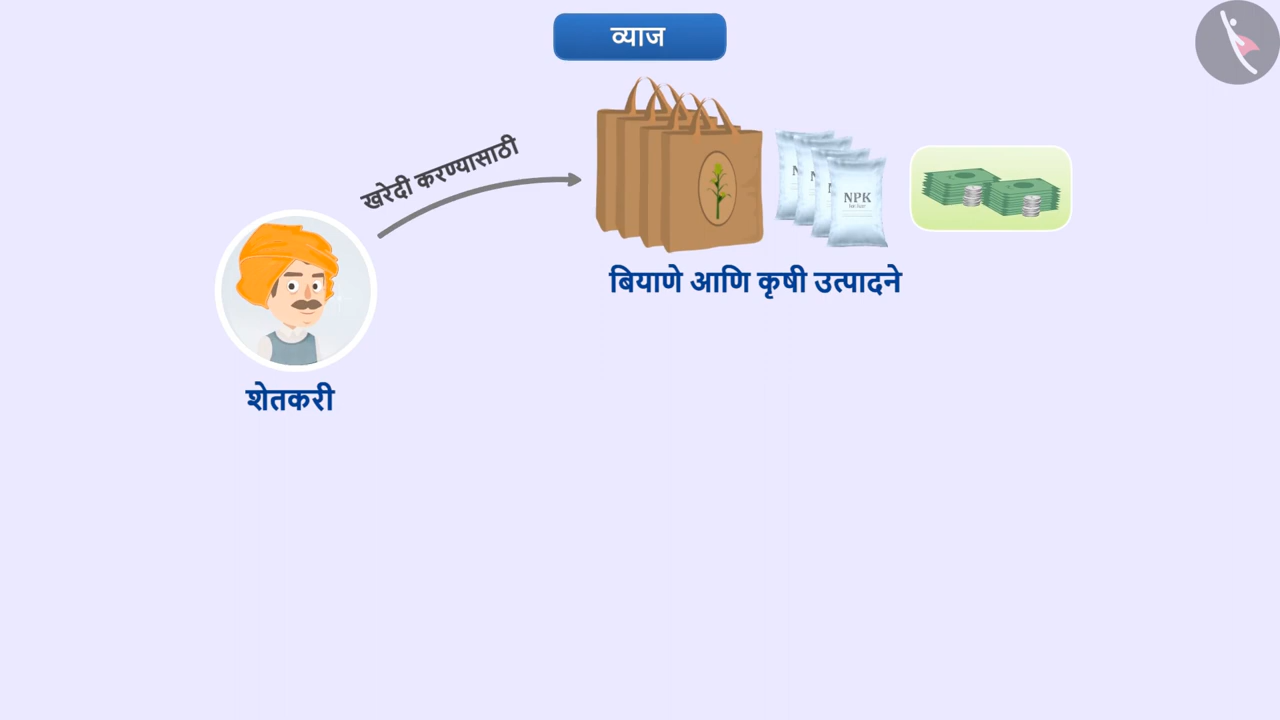 व्याज
खरेदी करण्यासाठी
NPK
बियाणे आणि कृषी उत्पादने
शेतकरी